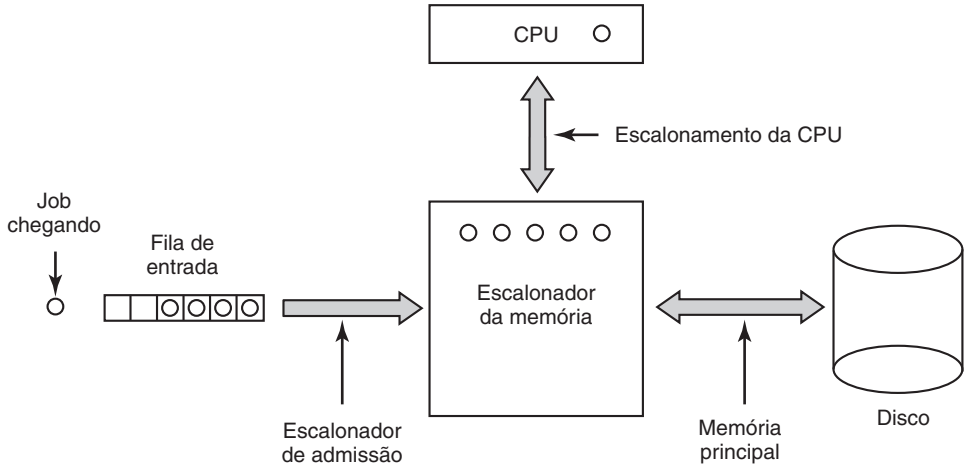 CPU
Escalonamento da CPU
Job
chegando
Fila de
entrada
Escalonador
da memória
Escalonador
de admissão
Memória
principal
Disco